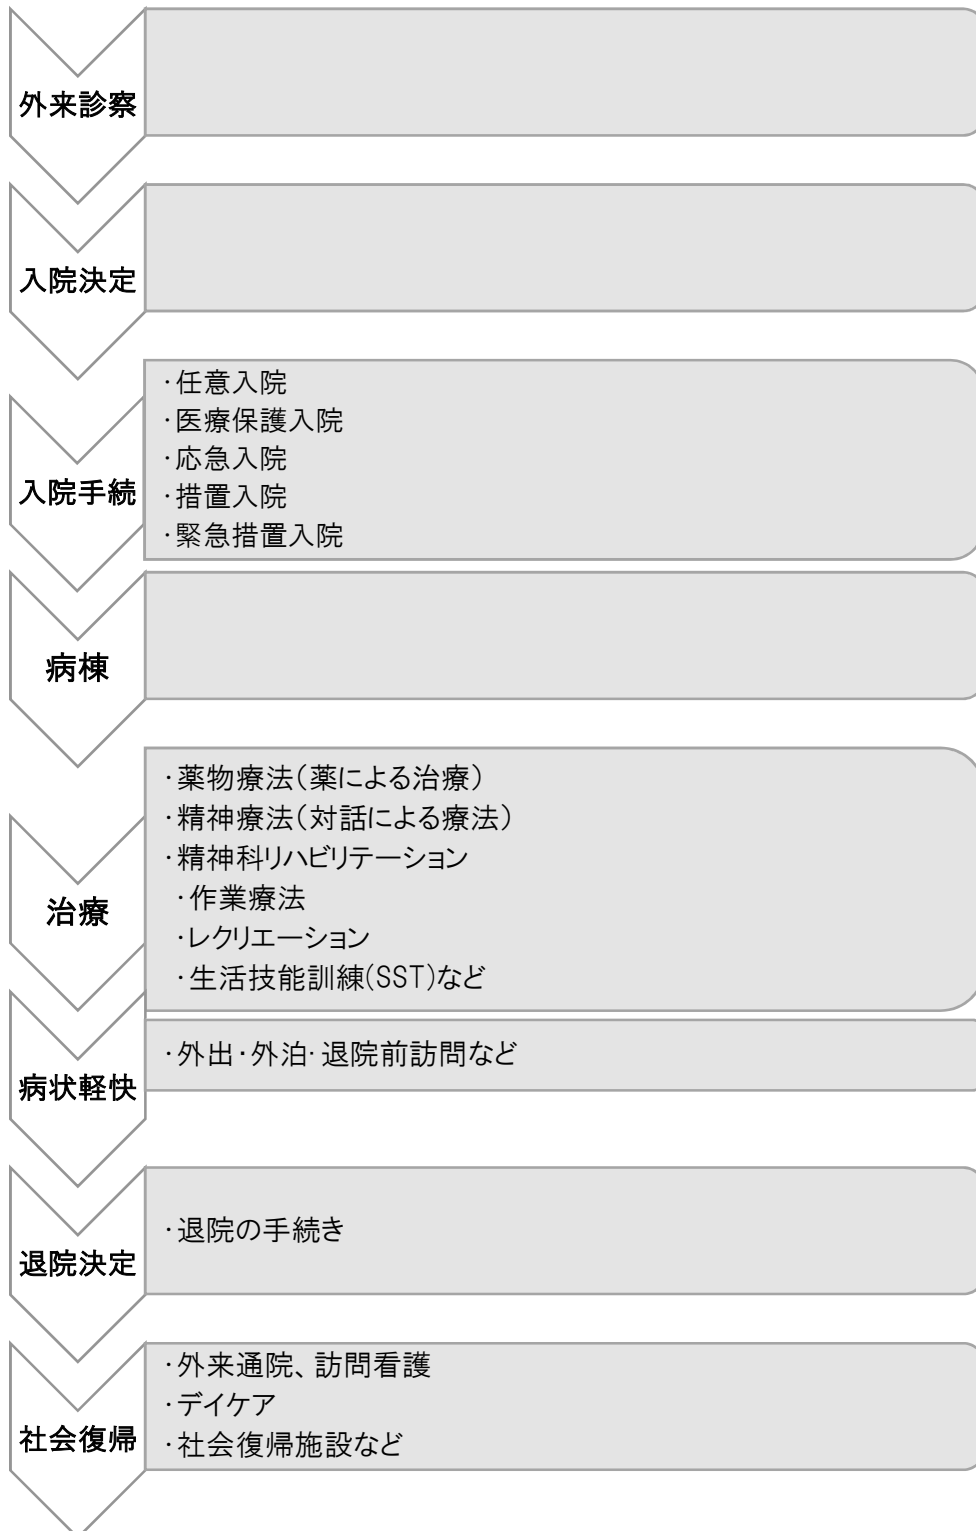 外来診察
入院決定
入院手続
・任意入院
・医療保護入院
・応急入院
・措置入院
・緊急措置入院
病棟
治療
・薬物療法(薬による治療)
・精神療法(対話による療法)
・精神科リハビリテーション
・作業療法
・レクリエーション
・生活技能訓練(SST)など
病状軽快
・外出・外泊・退院前訪問など
退院決定
・退院の手続き
社会復帰
・外来通院、訪問看護
・デイケア
・社会復帰施設など